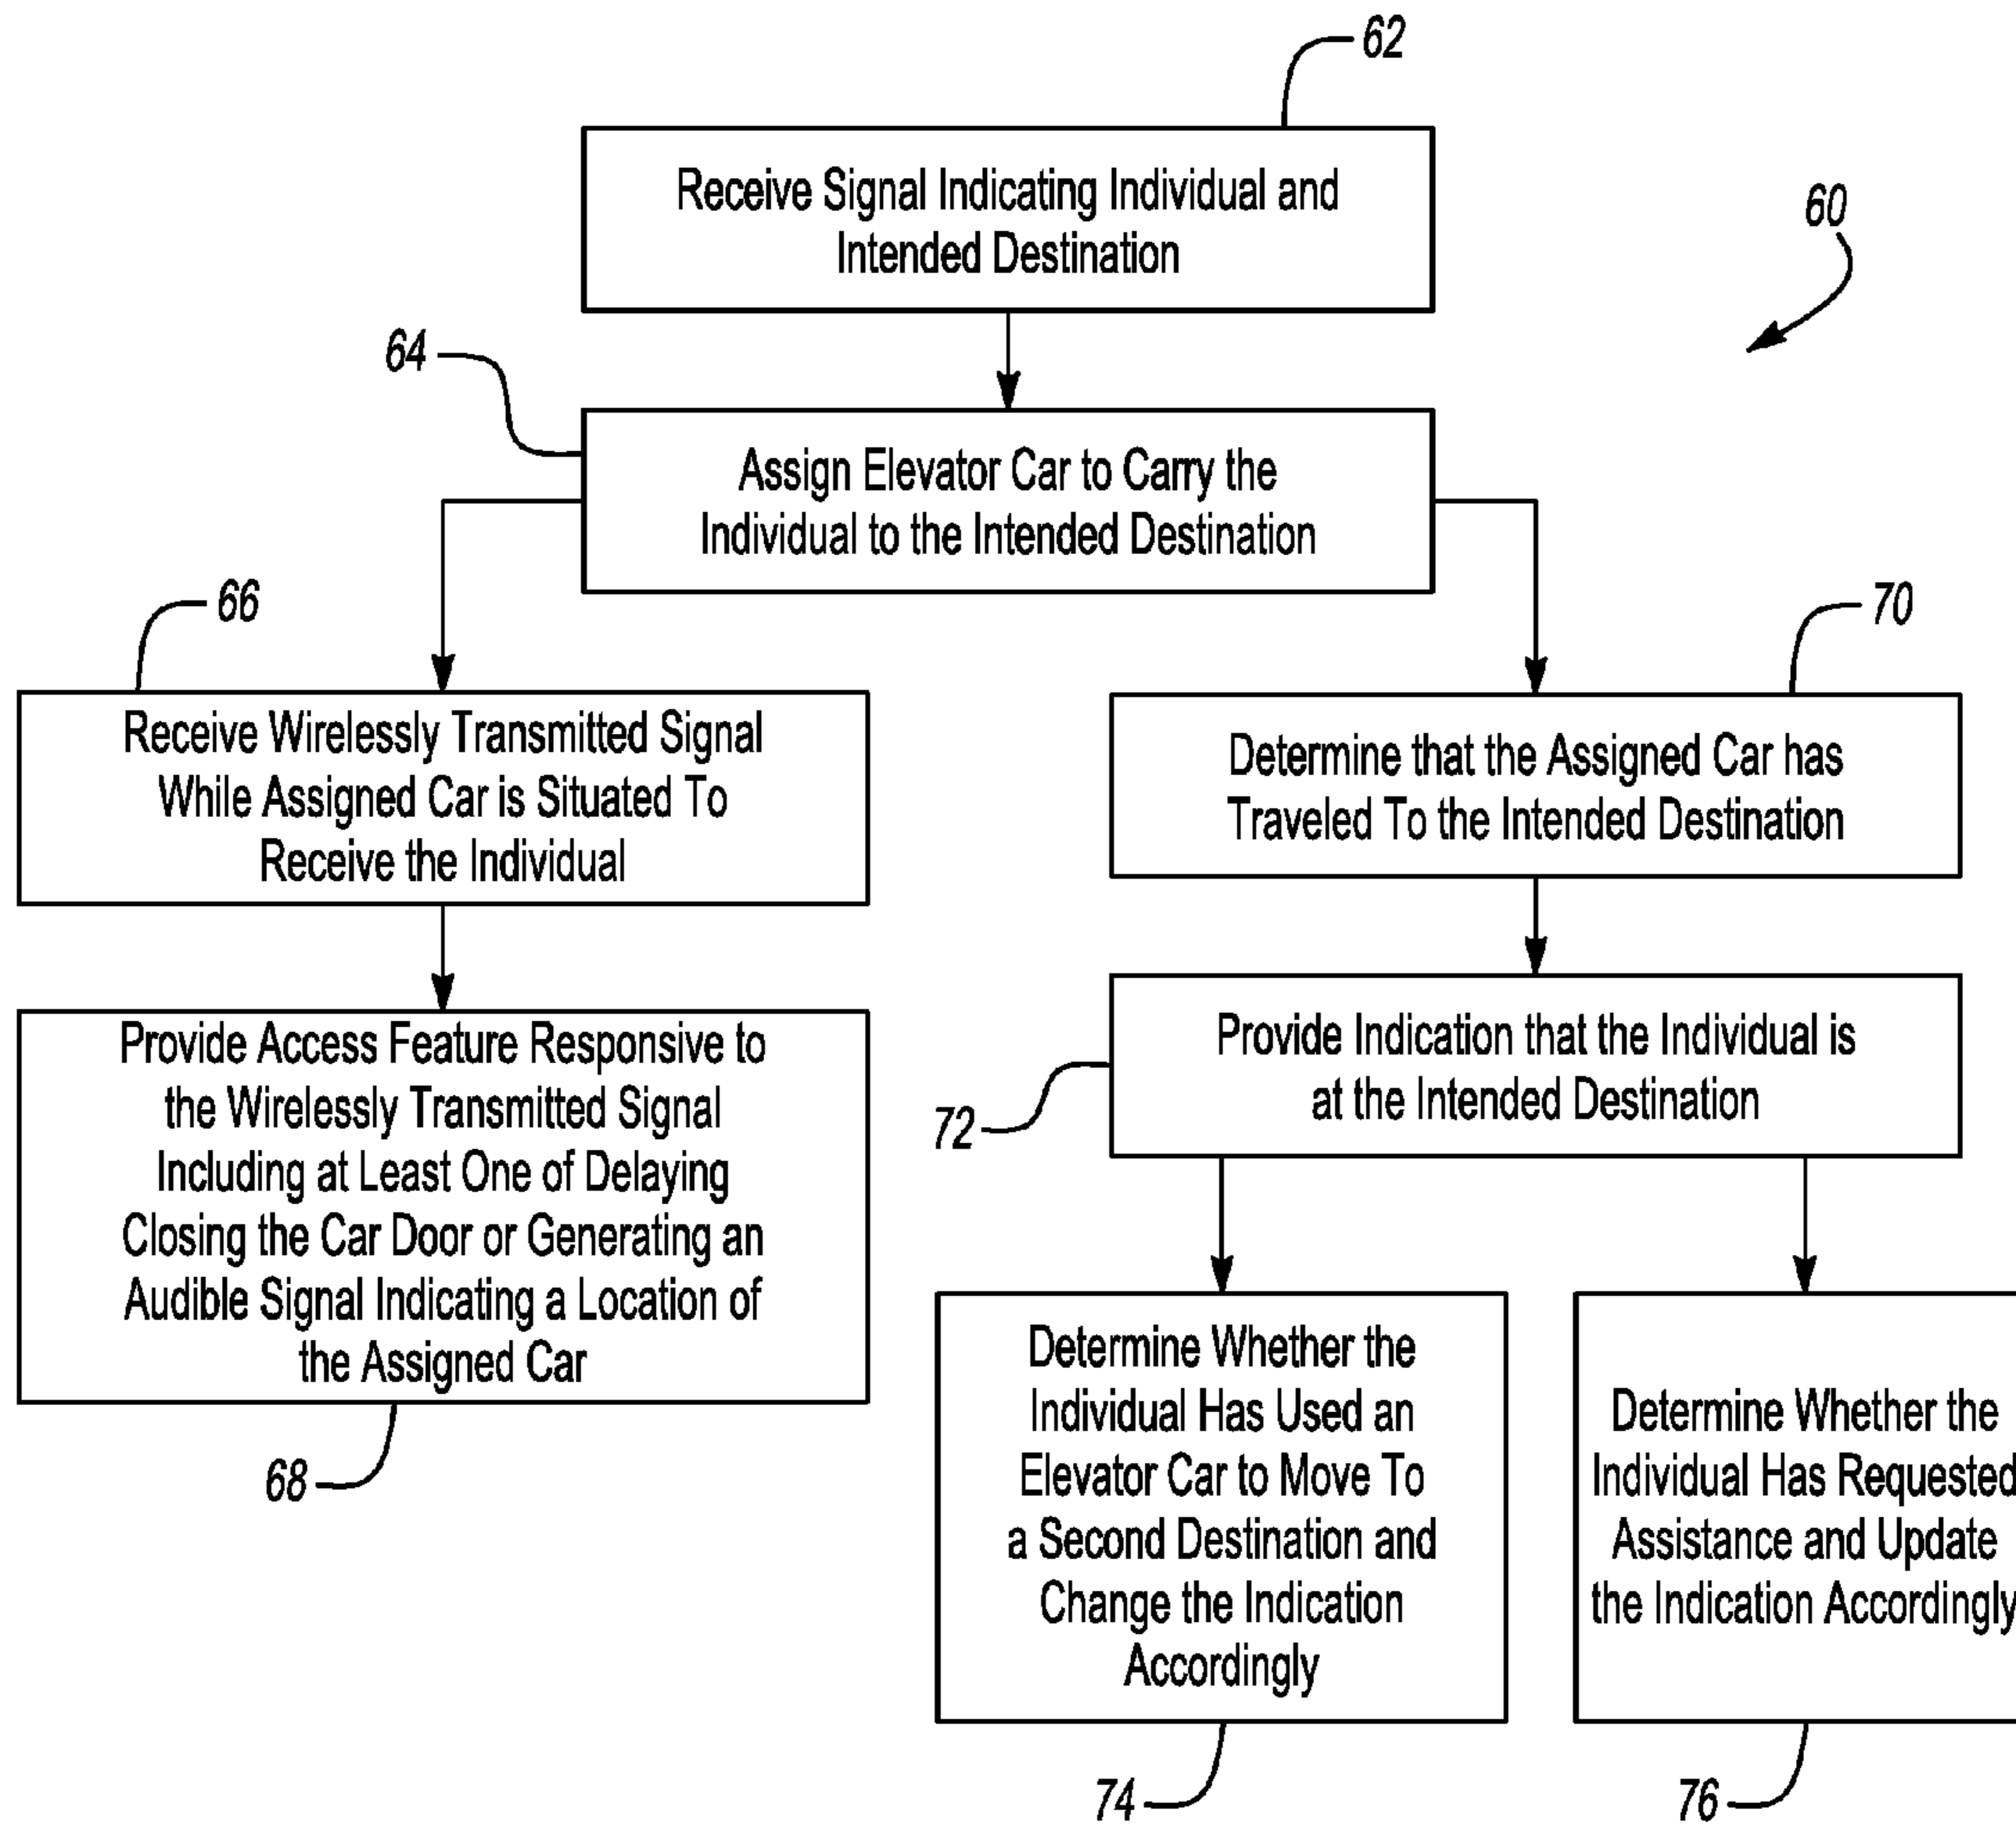 62
Receive Signal Indicating Individual and
Intended Destination
60
64
Assign Elevator Car to Carry the
Individual to the Intended Destination
66
Receive Wirelessly Transmitted Signal
While Assigned Car is Situated To
Receive the Individual
70
Determine that the Assigned Car has
Traveled To the Intended Destination
Provide Access Feature Responsive to
the Wirelessly Transmitted Signal
Including at Least One of Delaying
Closing the Car Door or Generating an
Audible Signal Indicating a Location of
the Assigned Car
68
Provide Indication that the Individual is
at the Intended Destination
72
Determine Whether the
Individual Has Used an
Elevator Car to Move To
a Second Destination and
Change the Indication
Accordingly
74
Determine Whether the
Individual Has Requested
Assistance and Update
the Indication Accordingly
76